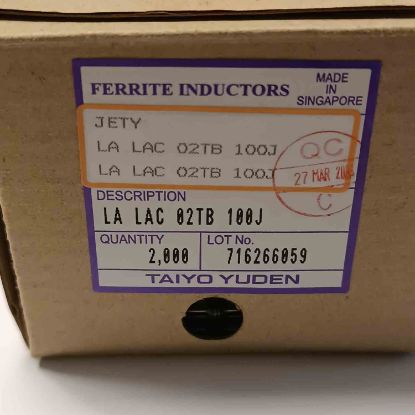 FERRITE INDUCTORS
MADE IN SINGAPORE
JETY
LA LAC 02TB 100J
LA LAC 02TB 100J
QC
27 MAR
C
DESCRIPTION
LA LAC 02TB 100J
QUANTITY
2,000
LOT No.
716266059
TAIYO YUDEN